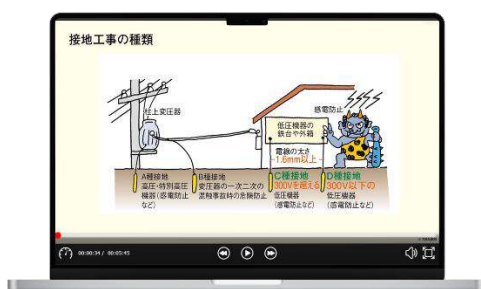 接地工事の種類
柱上変圧器
感電防止
低圧機器の
鉄台や外箱
電線の太さ
1.6mm以上
A種接地
高圧・特別高圧
機器(感電防止
など)
B種接地
変圧器の一次二次の
混触事故時の危険防止
C種接地
300Vを超える
低圧機器
(感電防止など)
D種接地
300V以下の
低圧機器
(感電防止など)
00:00:34 / 00:05:45